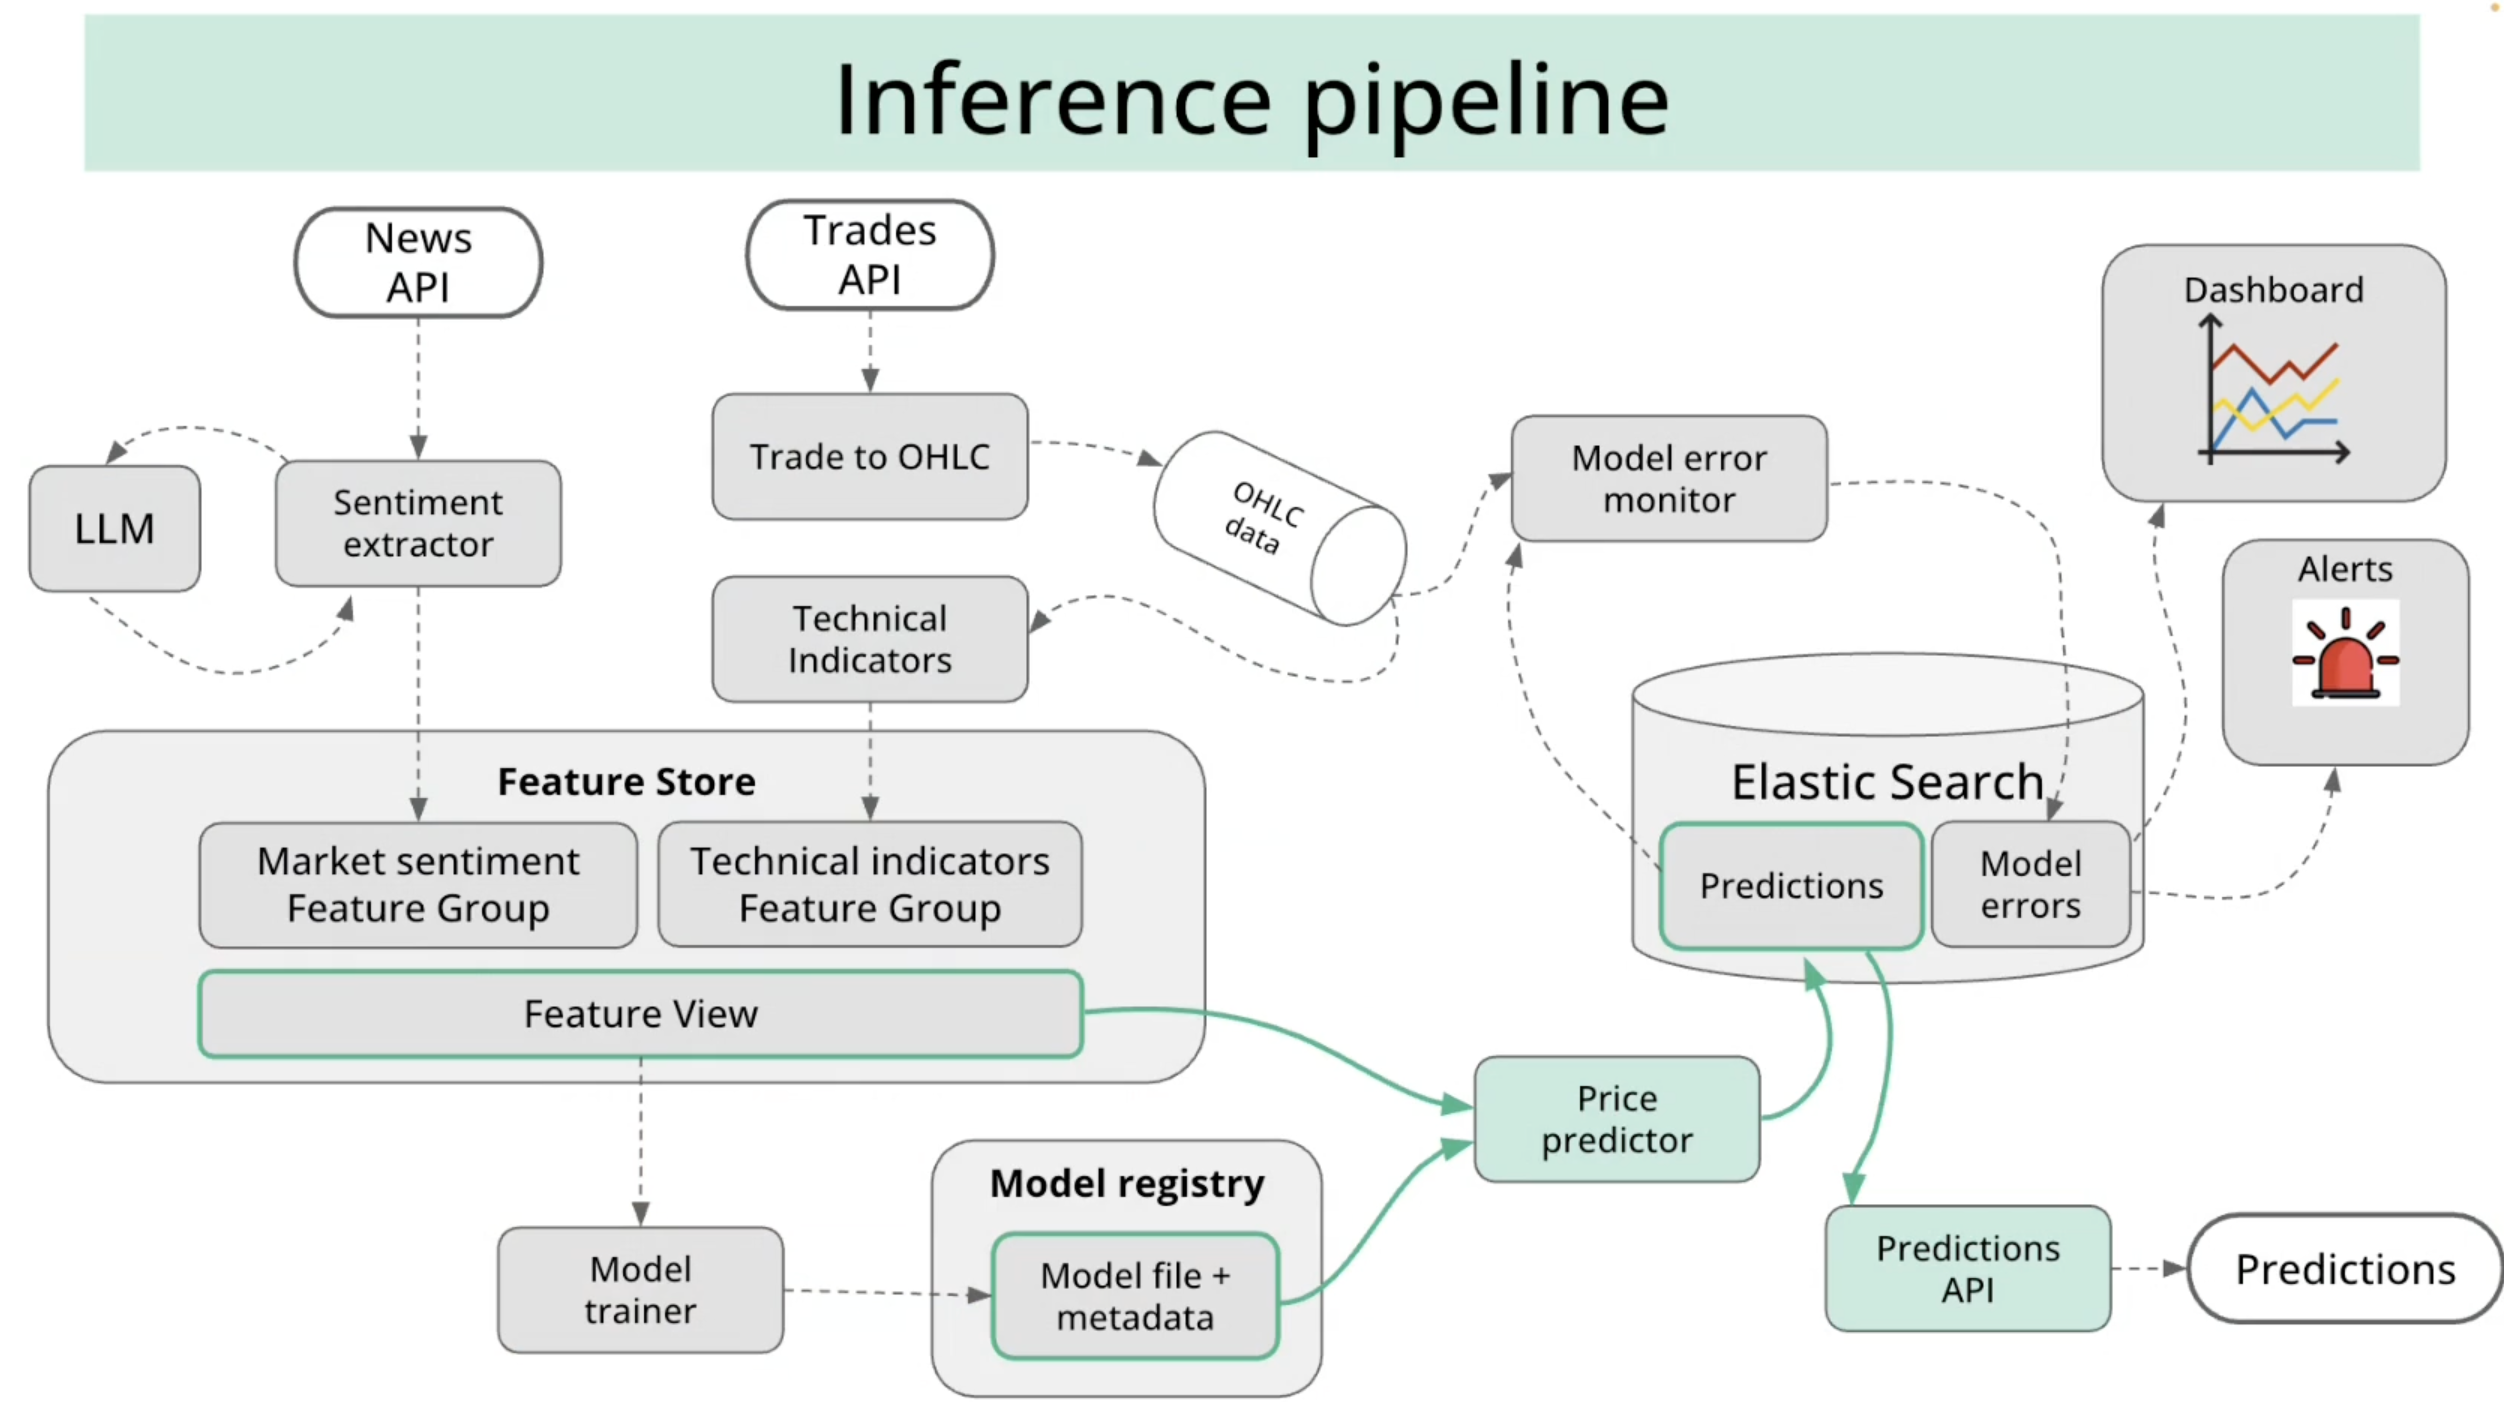 Inference pipeline
News
API
Trades
API
Dashboard
Trade to OHLC
Model error
monitor
OHLC
data
LLM
Sentiment
extractor
Alerts
Technical
Indicators
Feature Store
Elastic Search
Market sentiment
Feature Group
Technical indicators
Feature Group
Predictions
Model
errors
Feature View
Price
predictor
Model registry
Model
trainer
Model file +
metadata
Predictions
API
Predictions